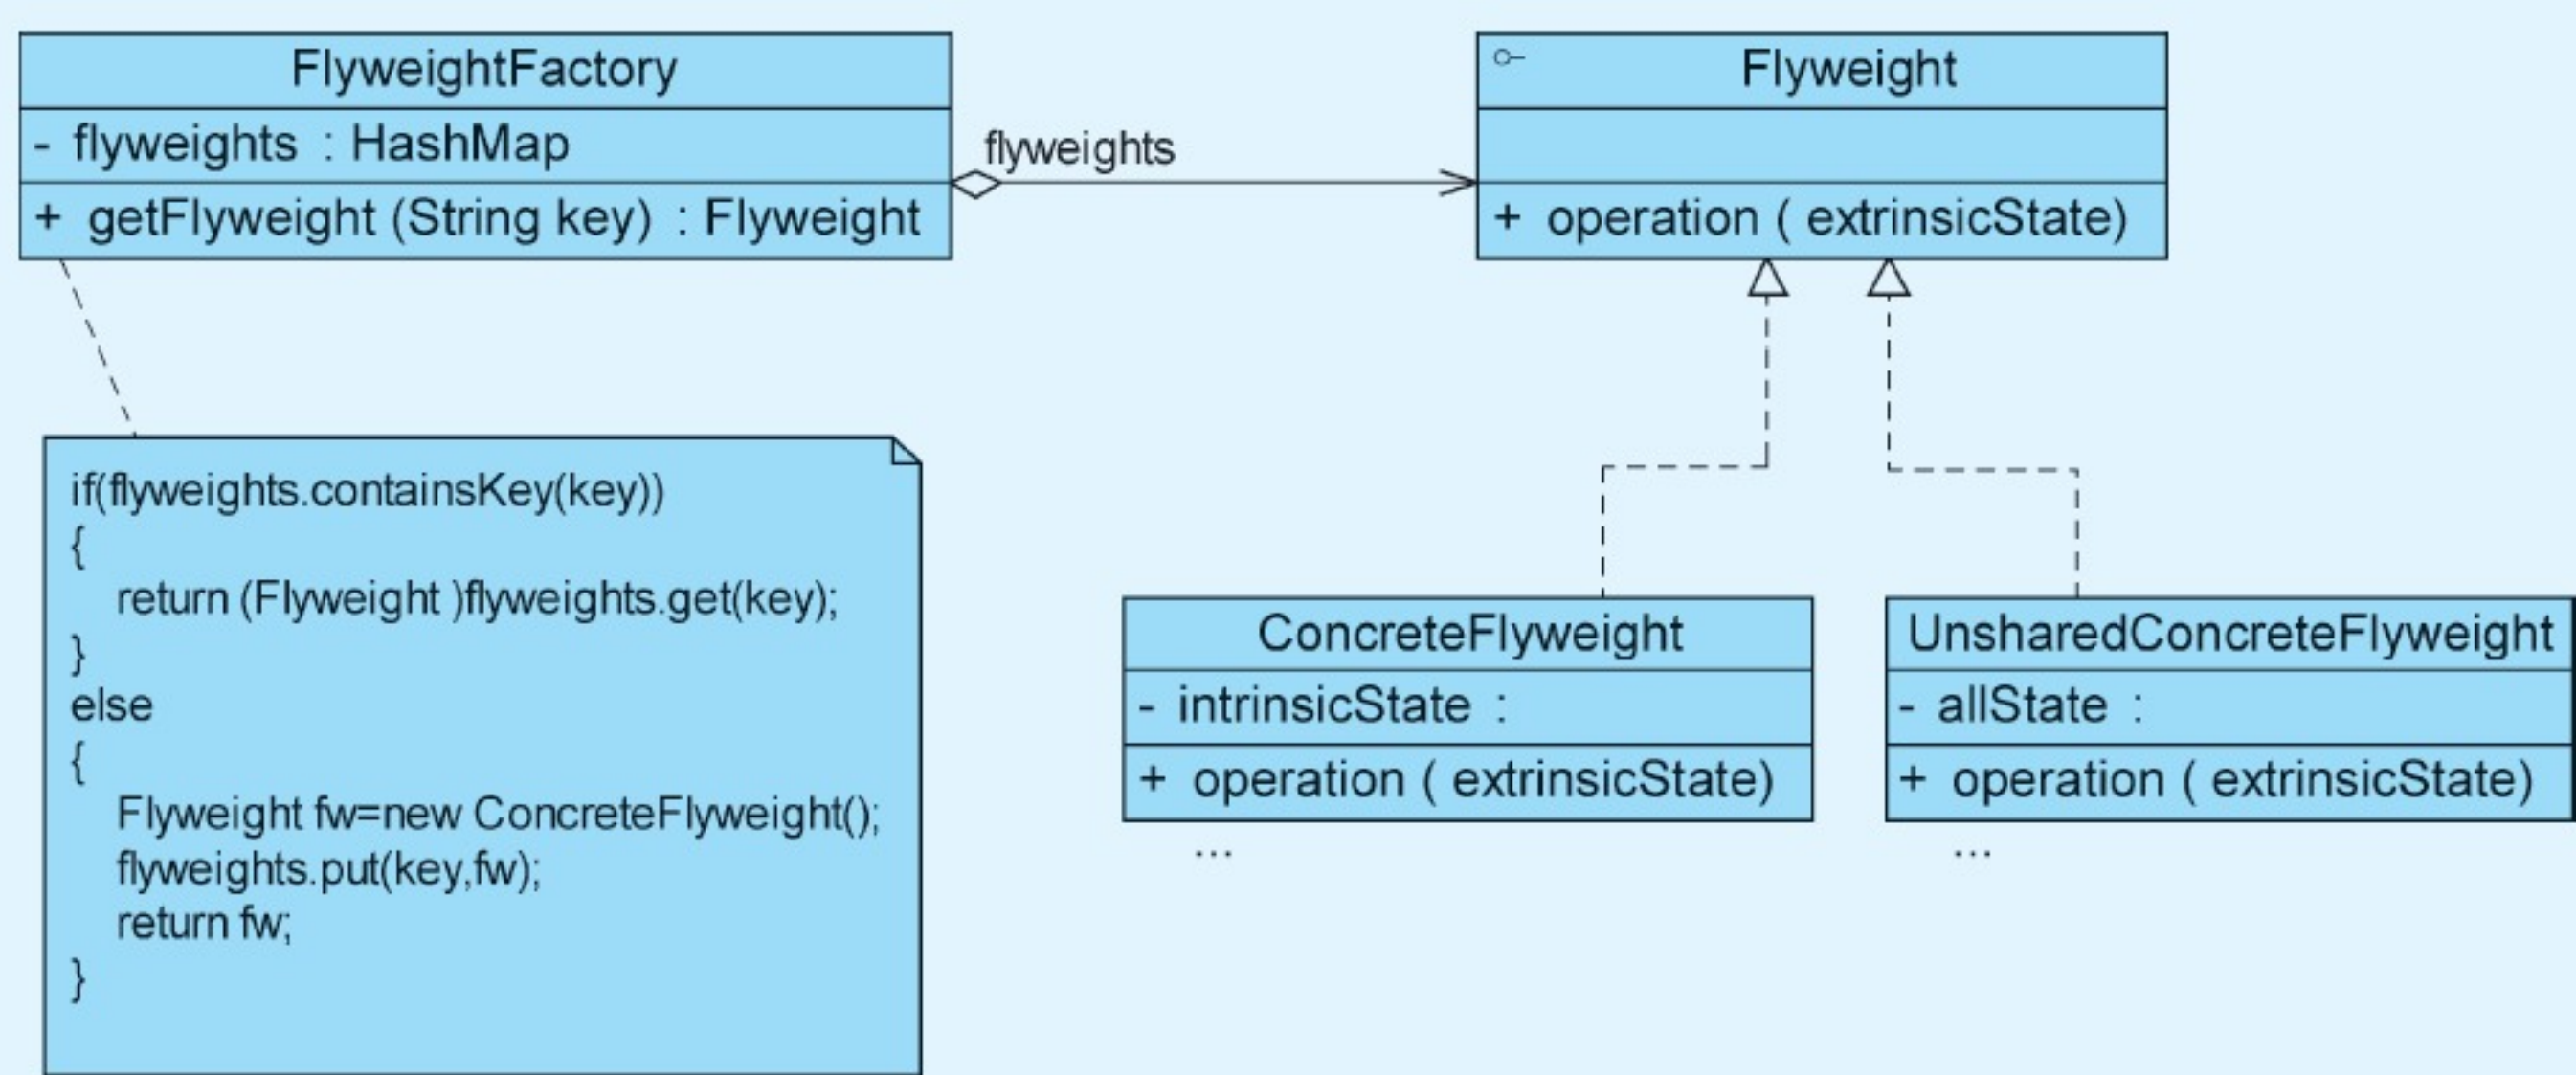 FlyweightFactory
- flyweights : HashMap
+ getFlyweight (String key) : Flyweight
flyweights
Flyweight
+ operation ( extrinsicState)
if(flyweights.containsKey(key))
{
return (Flyweight )flyweights.get(key);
}
else
{
Flyweight fw=new ConcreteFlyweight();
flyweights.put(key,fw);
return fw;
}
ConcreteFlyweight
- intrinsicState :
+ operation ( extrinsicState)
...
UnsharedConcreteFlyweight
- allState :
+ operation ( extrinsicState)
...